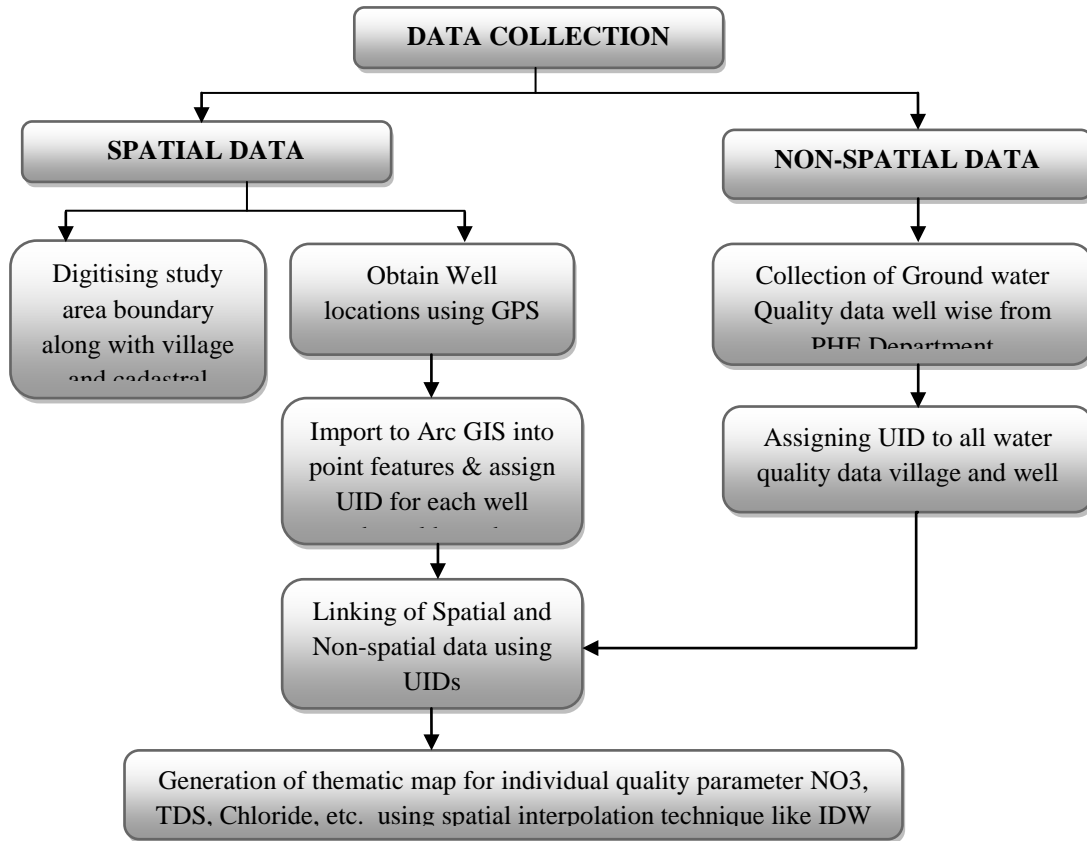 DATA COLLECTION
SPATIAL DATA
NON-SPATIAL DATA
Digitising study
area boundary
along with village
and cadastral
Obtain Well
locations using GPS
Collection of Ground water
Quality data well wise from
PHE Department
Import to Arc GIS into
point features & assign
UID for each well
Assigning UID to all water
quality data village and well
Linking of Spatial and
Non-spatial data using
UIDs
Generation of thematic map for individual quality parameter NO3,
TDS, Chloride, etc. using spatial interpolation technique like IDW